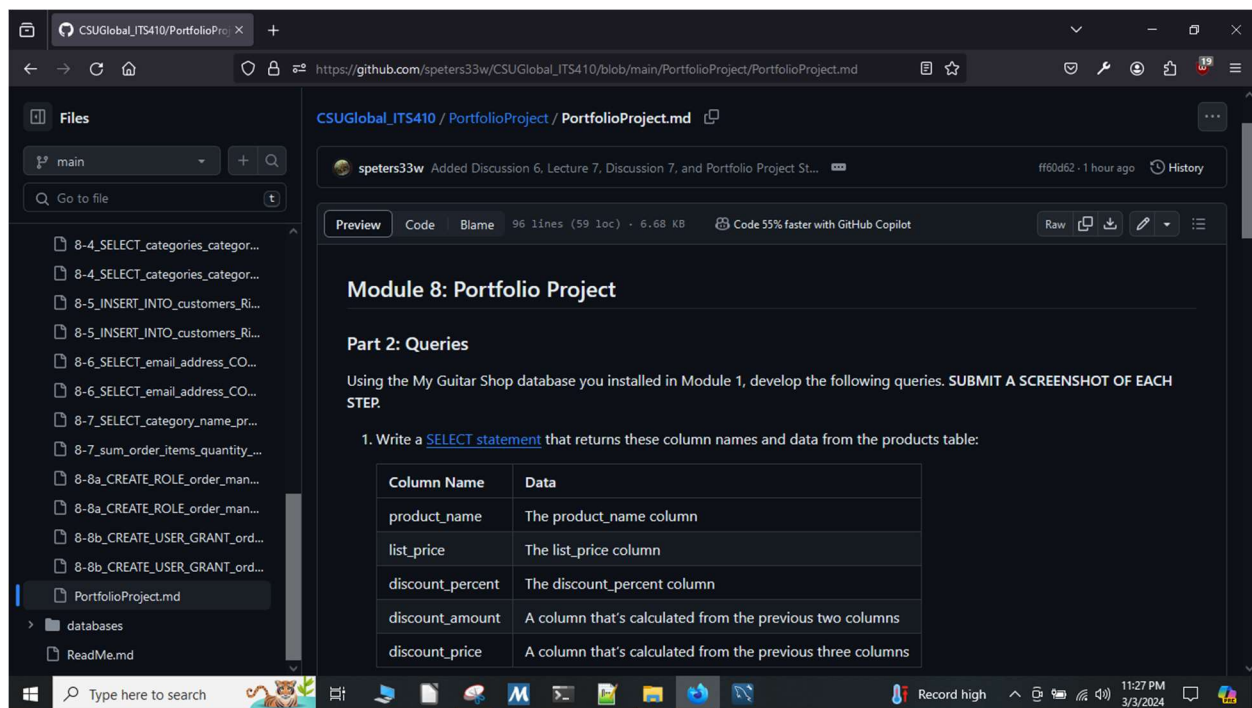 CSUGlobal_ITS410/PortfolioProj
https://github.com/speters33w/CSUGlobal_ITS410/blob/main/PortfolioProject/PortfolioProject.md
19
Files
main
Go to file
t
8-4_SELECT_categories_categor...
8-4_SELECT_categories_categor...
8-5_INSERT_INTO_customers_Ri...
8-5_INSERT_INTO_customers_Ri...
8-6_SELECT_email_address_CO...
8-6_SELECT_email_address_CO...
8-7_SELECT_category_name_pr...
8-7_sum_order_items_quantity_...
8-8a_CREATE_ROLE_order_man...
8-8a_CREATE_ROLE_order_man...
8-8b_CREATE_USER_GRANT_ord...
8-8b_CREATE_USER_GRANT_ord...
PortfolioProject.md
databases
ReadMe.md
CSUGlobal_ITS410 / PortfolioProject / PortfolioProject.md
speters33w Added Discussion 6, Lecture 7, Discussion 7, and Portfolio Project St... ff60d62 · 1 hour ago History
Preview Code Blame 96 lines (59 loc) · 6.68 KB Code 55% faster with GitHub Copilot Raw
Module 8: Portfolio Project
Part 2: Queries
Using the My Guitar Shop database you installed in Module 1, develop the following queries. SUBMIT A SCREENSHOT OF EACH
STEP.
1. Write a SELECT statement that returns these column names and data from the products table:
Column Name Data
product_name The product_name column
list_price The list_price column
discount_percent The discount_percent column
discount_amount A column that's calculated from the previous two columns
discount_price A column that's calculated from the previous three columns
Type here to search
Record high
11:27 PM
3/3/2024